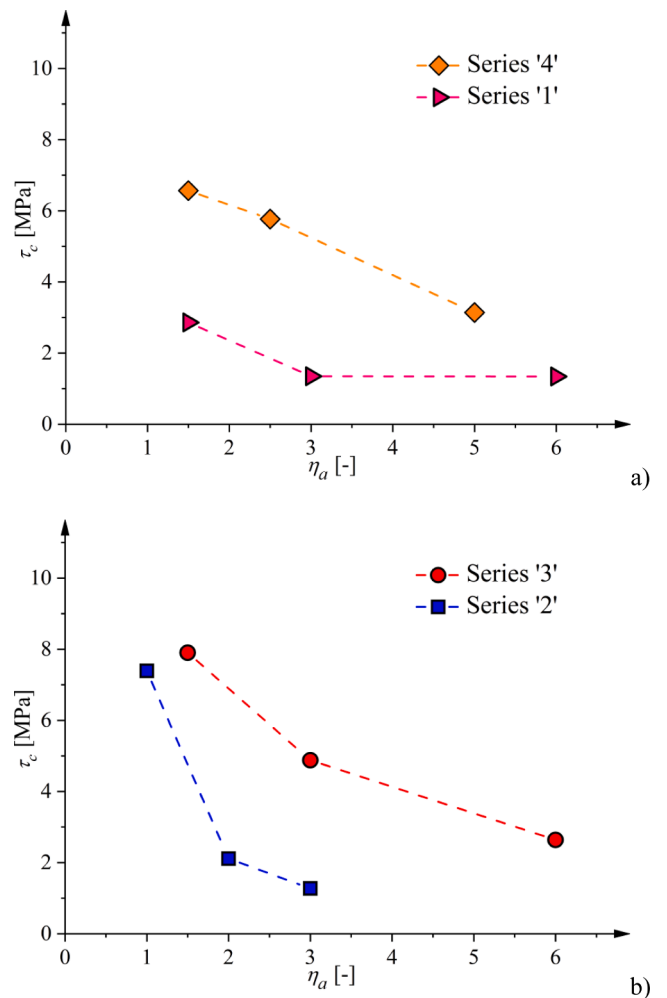 10
8
6
4
2
0
τc [MPa]
Series '4'
Series '1'
0 1 2 3 4 5 6
ηa [-]
a)
10
8
6
4
2
0
τc [MPa]
Series '3'
Series '2'
0 1 2 3 4 5 6
ηa [-]
b)